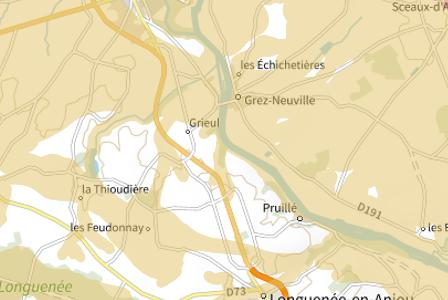 Sceaux-d'A
les Échichetières
Grez-Neuville
Grieul
la Thioudière
Pruillé
D191
les Feudonnay
les B
Longuenée
D73
Longuenée-en-Anjou